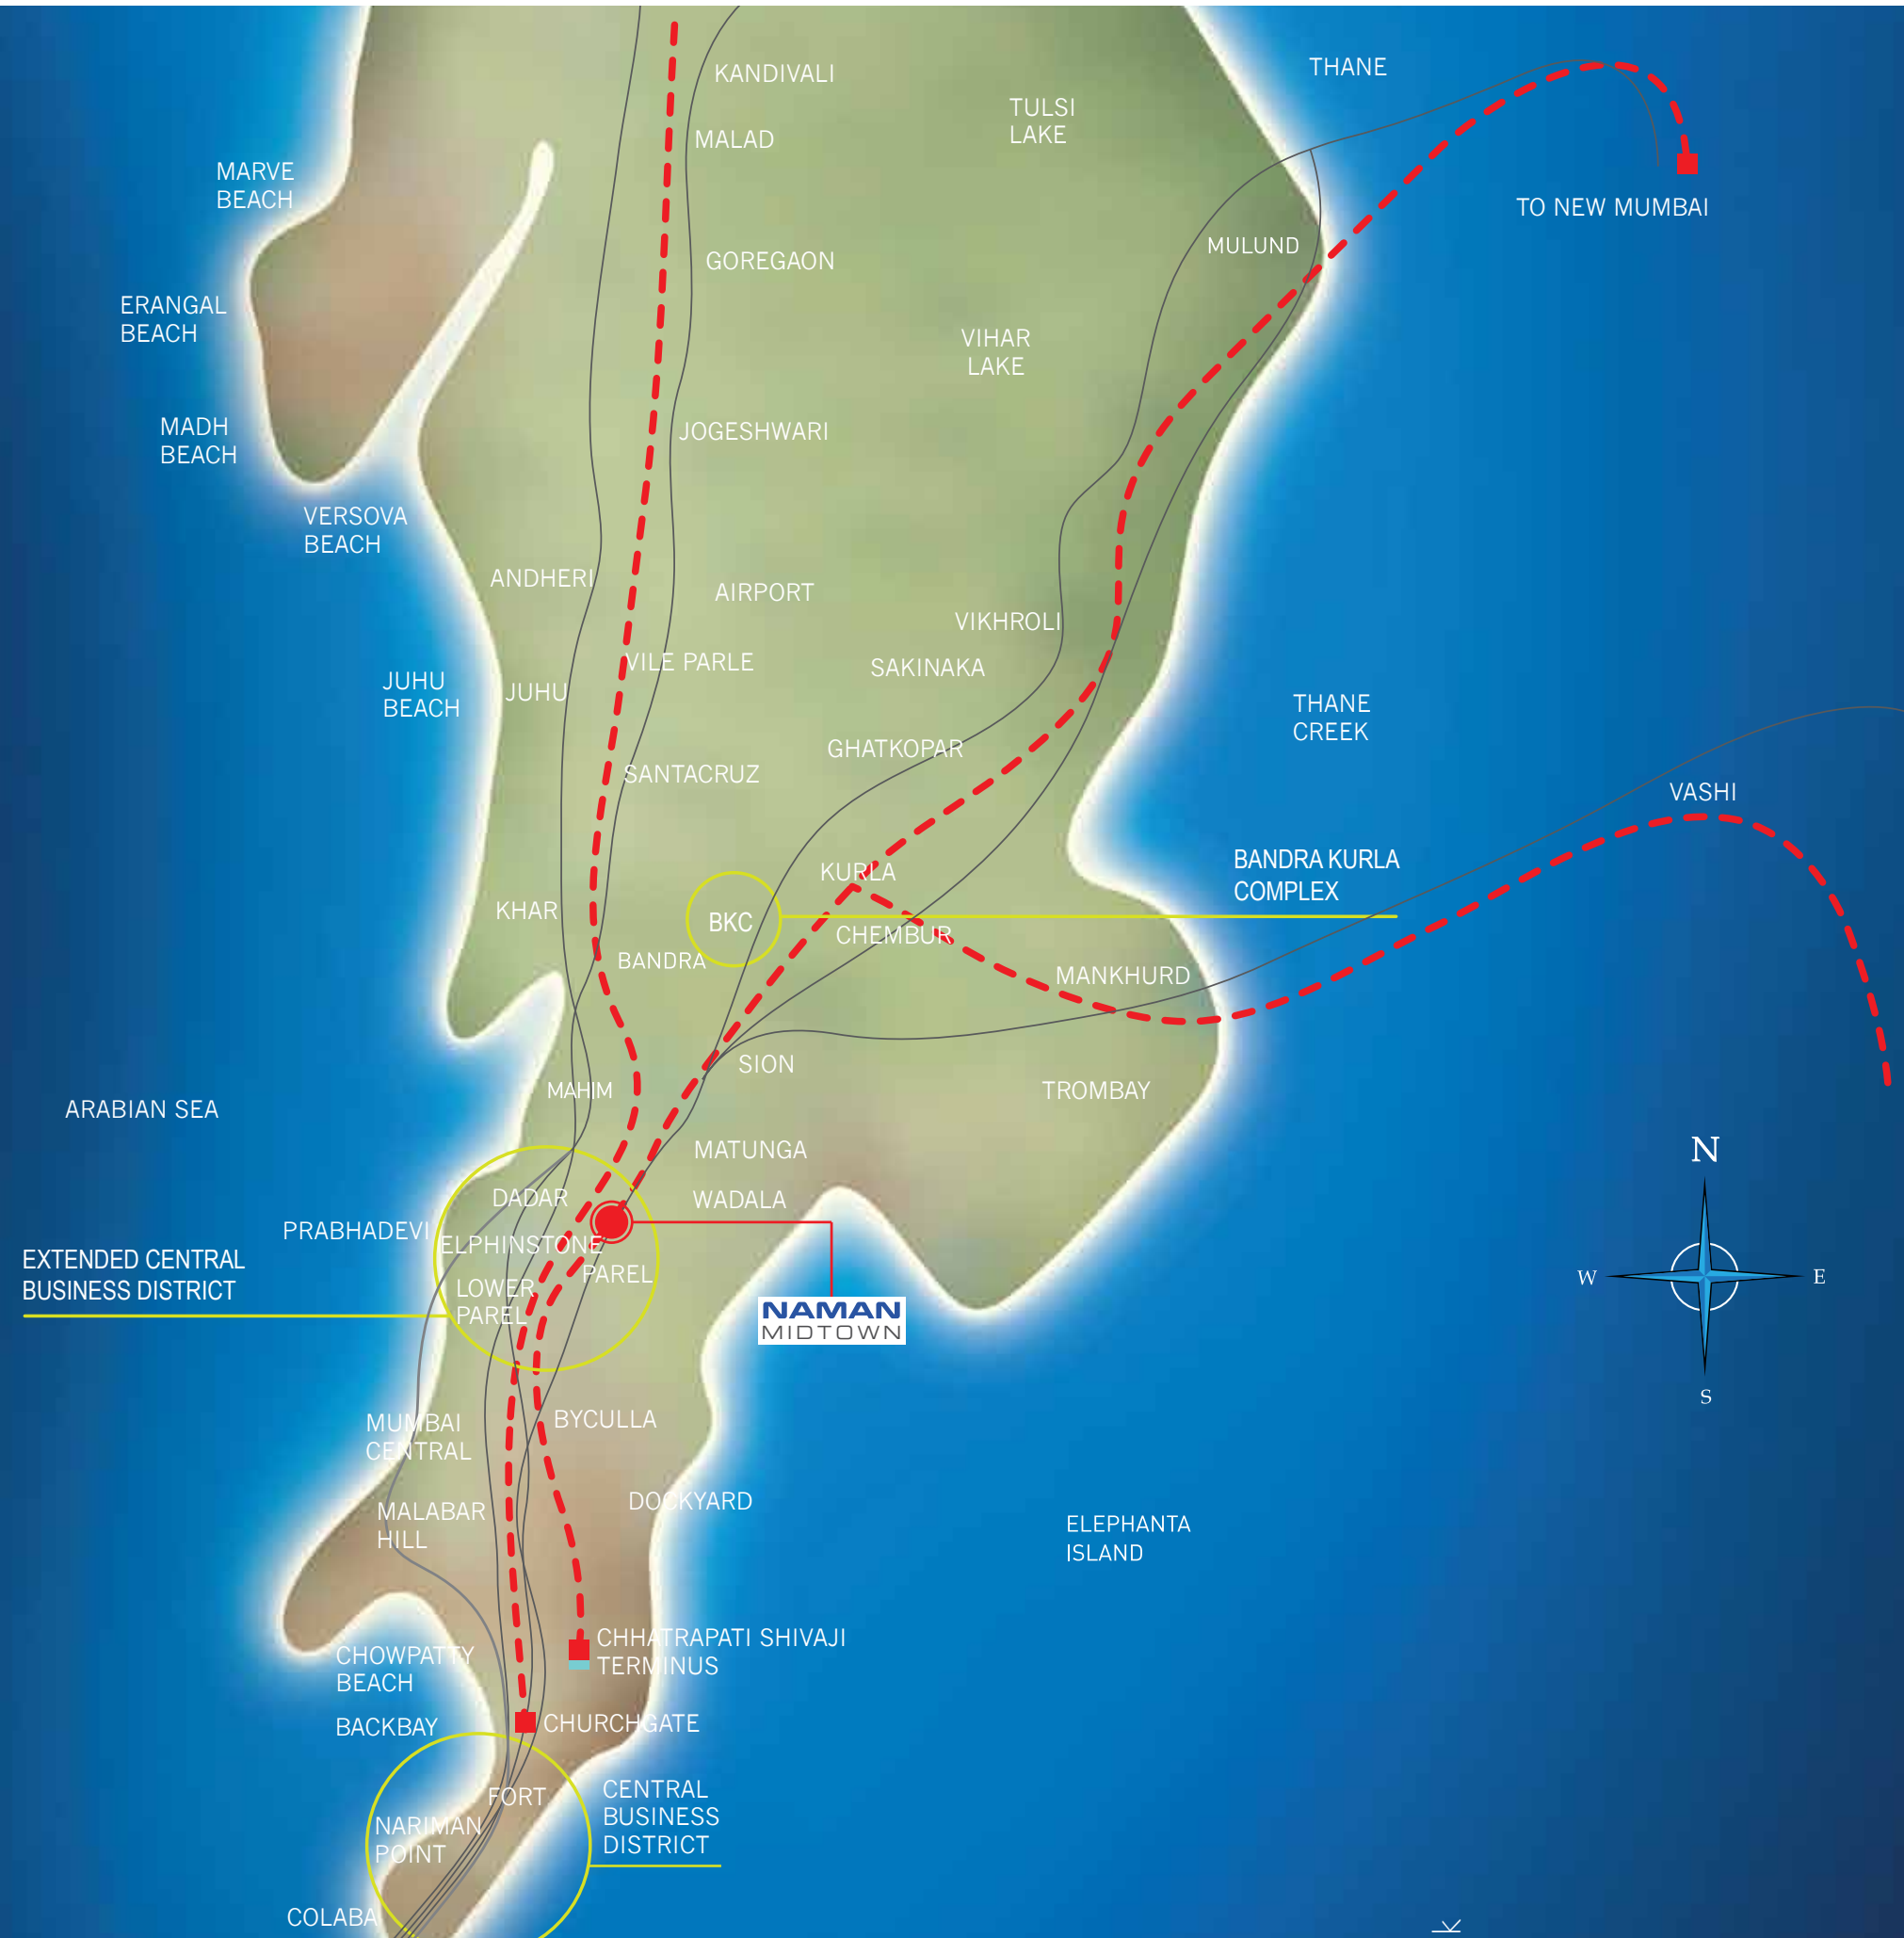 KANDIVALI
THANE
TULSI
LAKE
MALAD
MARVE
BEACH
TO NEW MUMBAI
MULUND
GOREGAON
ERANGAL
BEACH
VIHAR
LAKE
MADH
BEACH
JOGESHWARI
VERSOVA
BEACH
ANDHERI
AIRPORT
VIKHROLI
VILE PARLE
SAKINAKA
JUHU
BEACH
JUHU
THANE
CREEK
GHATKOPAR
SANTACRUZ
VASHI
KURLA
BANDRA KURLA
COMPLEX
KHAR
BKC
CHEMBUR
BANDRA
MANKHURD
SION
MAHIM
TROMBAY
ARABIAN SEA
MATUNGA
N
DADAR
WADALA
PRABHADEVI
ELPHINSTONE
EXTENDED CENTRAL
BUSINESS DISTRICT
PAREL
W
E
LOWER
PAREL
NAMAN
MIDTOWN
S
MUMBAI
CENTRAL
BYCULLA
DOCKYARD
MALABAR
HILL
ELEPHANTA
ISLAND
CHHATRAPATI SHIVAJI
TERMINUS
CHOWPATTY
BEACH
BACKBAY
CHURCHGATE
FORT
CENTRAL
BUSINESS
DISTRICT
NARIMAN
POINT
COLABA